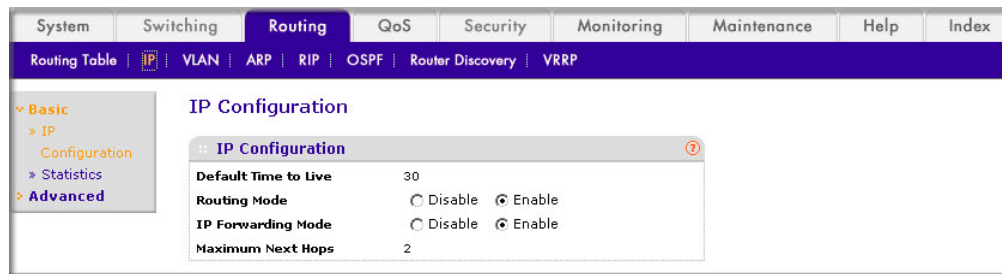 System Switching Routing QoS Security Monitoring Maintenance Help Index
Routing Table | IP | VLAN | ARP | RIP | OSPF | Router Discovery | VRRP
Basic
» IP
Configuration
» Statistics
Advanced
IP Configuration
IP Configuration ?
Default Time to Live 30
Routing Mode Disable Enable
IP Forwarding Mode Disable Enable
Maximum Next Hops 2